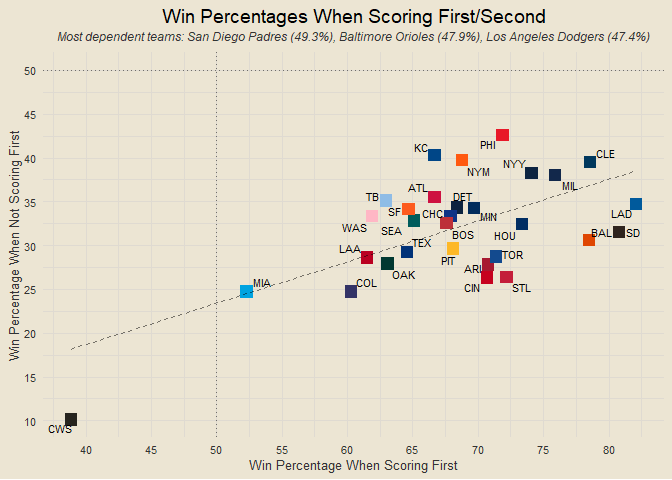 Win Percentages When Scoring First/Second
Most dependent teams: San Diego Padres (49.3%), Baltimore Orioles (47.9%), Los Angeles Dodgers (47.4%)
Win Percentage When Not Scoring First
50
45
40
35
30
25
20
15
10
PHI
KC
NYM
NYY
CLE
MIL
TB
ATL
DET
SF
CHC
MIN
LAD
WAS
SEA
BOS
HOU
BAL
SD
LAA
TEX
PIT
TOR
ARI
OAK
MIA
COL
CIN
STL
CWS
40
45
50
55
60
65
70
75
80
Win Percentage When Scoring First